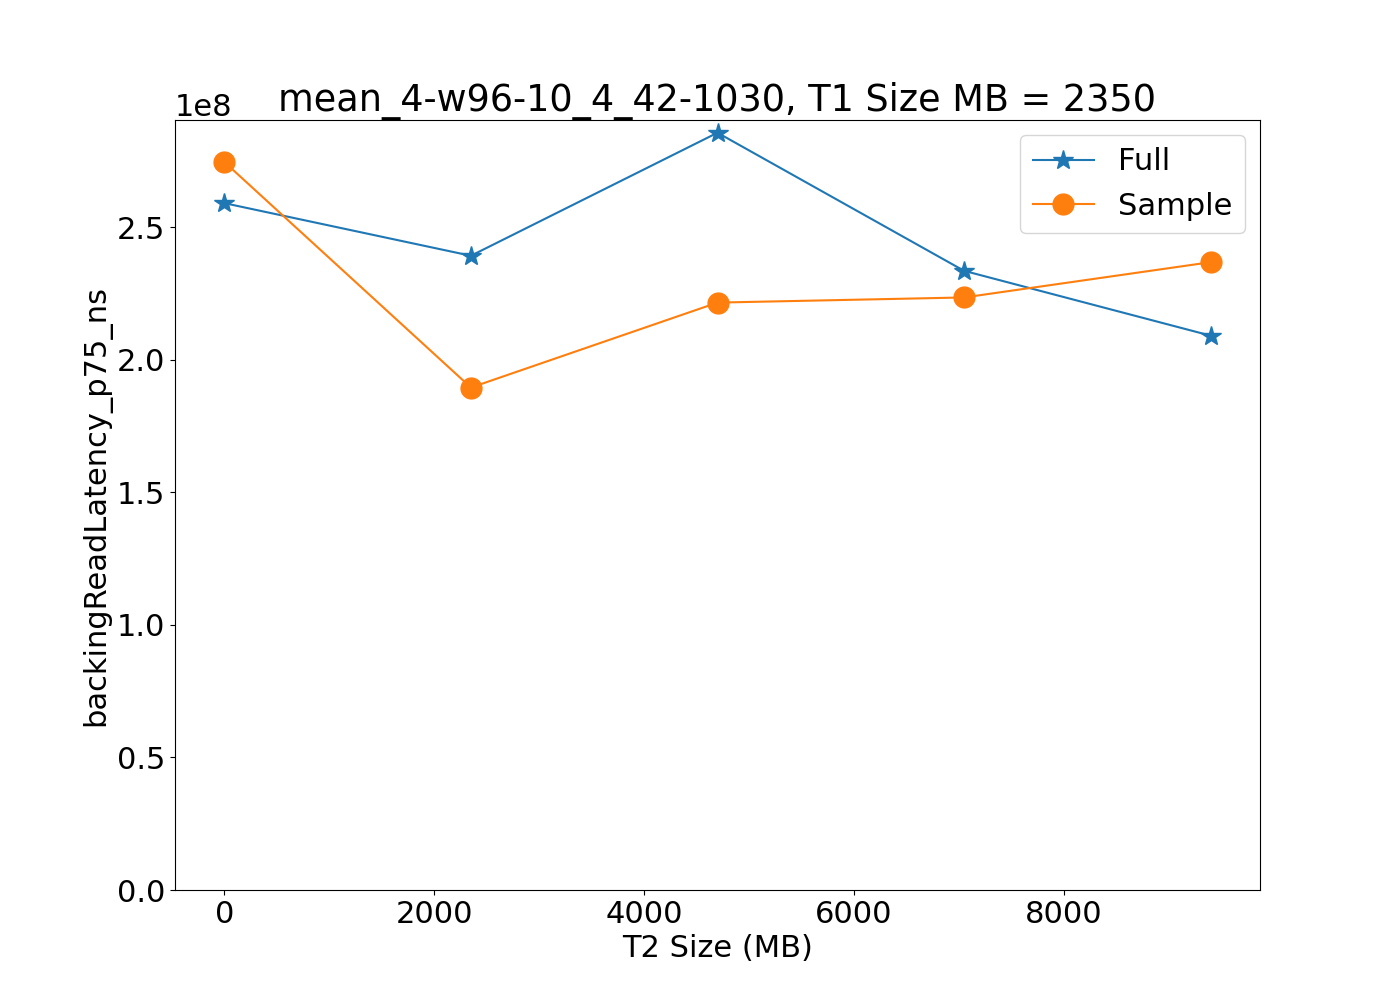 mean_4-w96-10_4_42-1030, T1 Size MB = 2350
1e8
Full
Sample
2.5
2.0
1.5
1.0
0.5
0.0
backingReadLatency_p75_ns
0 2000 4000 6000 8000
T2 Size (MB)